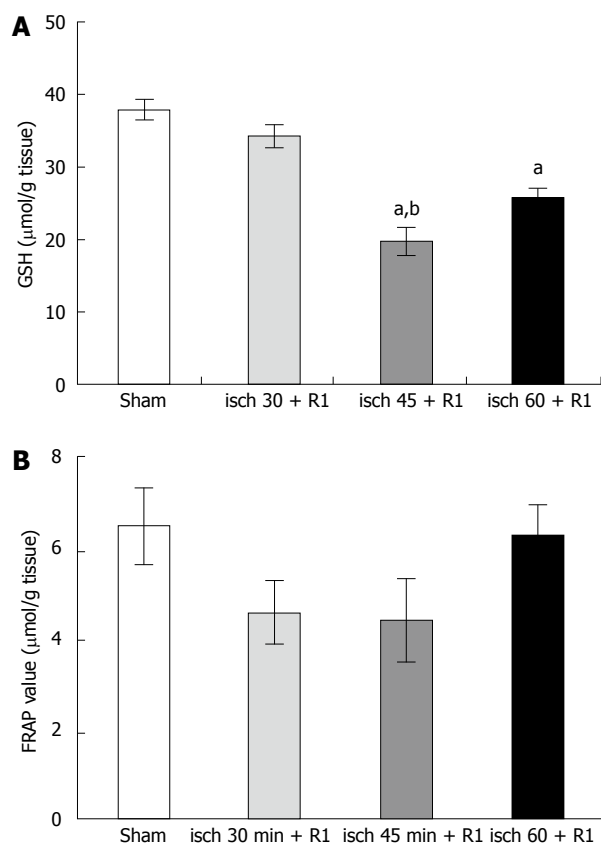 A
50
40
30
20
10
0
GSH (μmol/g tissue)
a,b
a
Sham isch 30 + R1 isch 45 + R1 isch 60 + R1
B
8
6
4
2
0
FRAP value (μmol/g tissue)
Sham isch 30 min + R1 isch 45 min + R1 isch 60 + R1